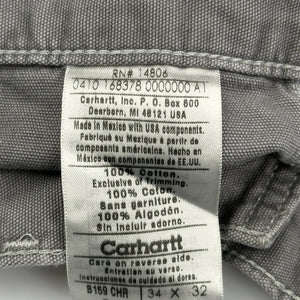 RN# 14806
0410 168378 0000000 A1
Carhartt, Inc. P.O. Box 600
Dearborn, MI 48121 USA
Made in Mexico with USA
components.
Fabriqué au Mexique à partir de
composants américains.
Hecho en México con
componentes de EE.UU.
100% Cotton.
Exclusive of Trimming.
100% Coton.
Sans garniture.
100% Algodón.
Sin incluir adorno.
Carhartt
Care on reverse side.
Entretien au verso.
Instrucciones de cuidado al dorso.
B159 CHR 34 X 32